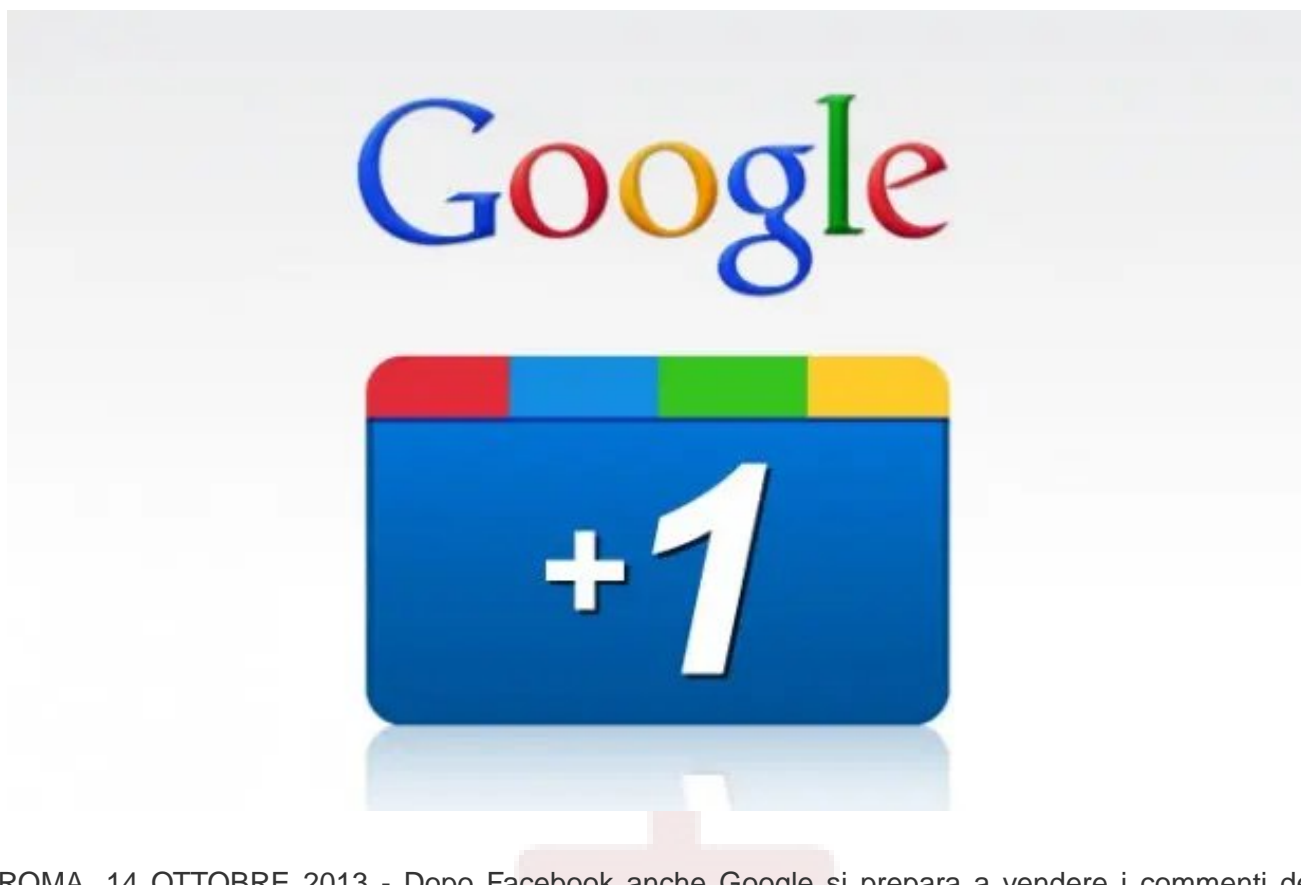 Google
+1
ROMA, 14 OTTOBRE 2013 - Dopo Facebook anche Google si prepara a vendere i commenti